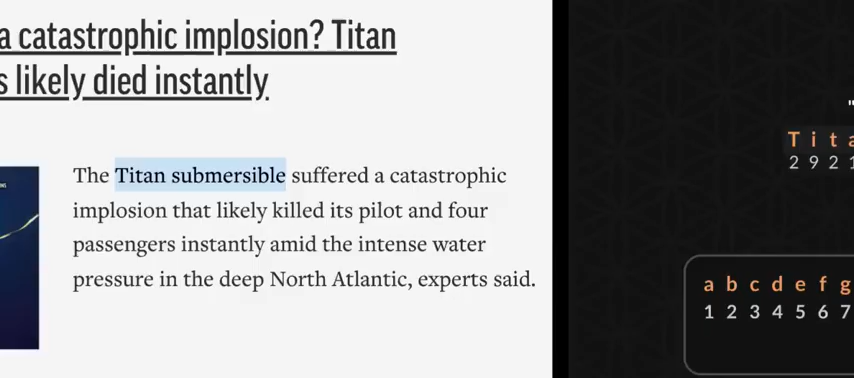 a catastrophic implosion? Titan
s likely died instantly
The Titan submersible suffered a catastrophic
implosion that likely killed its pilot and four
passengers instantly amid the intense water
pressure in the deep North Atlantic, experts said.
"
T i t a
2 9 2 1
a b c d e f g
1 2 3 4 5 6 7